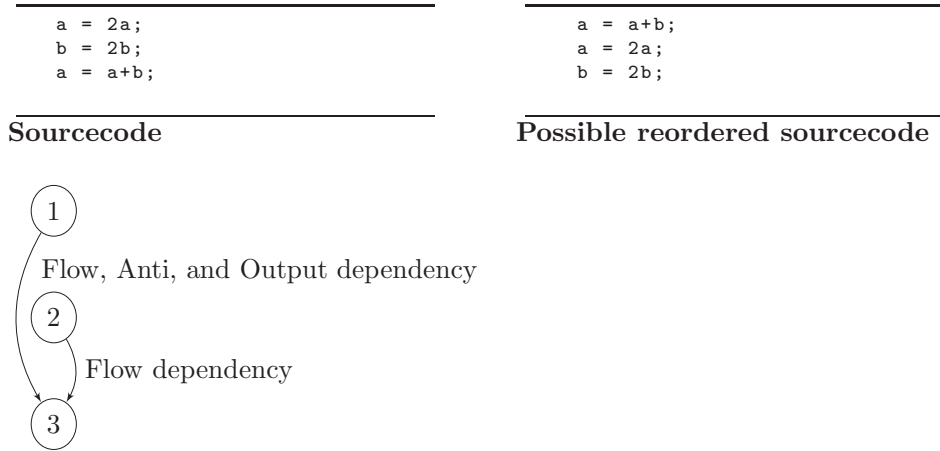 a = 2a;
b = 2b;
a = a+b;
Sourcecode
a = a+b;
a = 2a;
b = 2b;
Possible reordered sourcecode
1
Flow, Anti, and Output dependency
2
Flow dependency
3